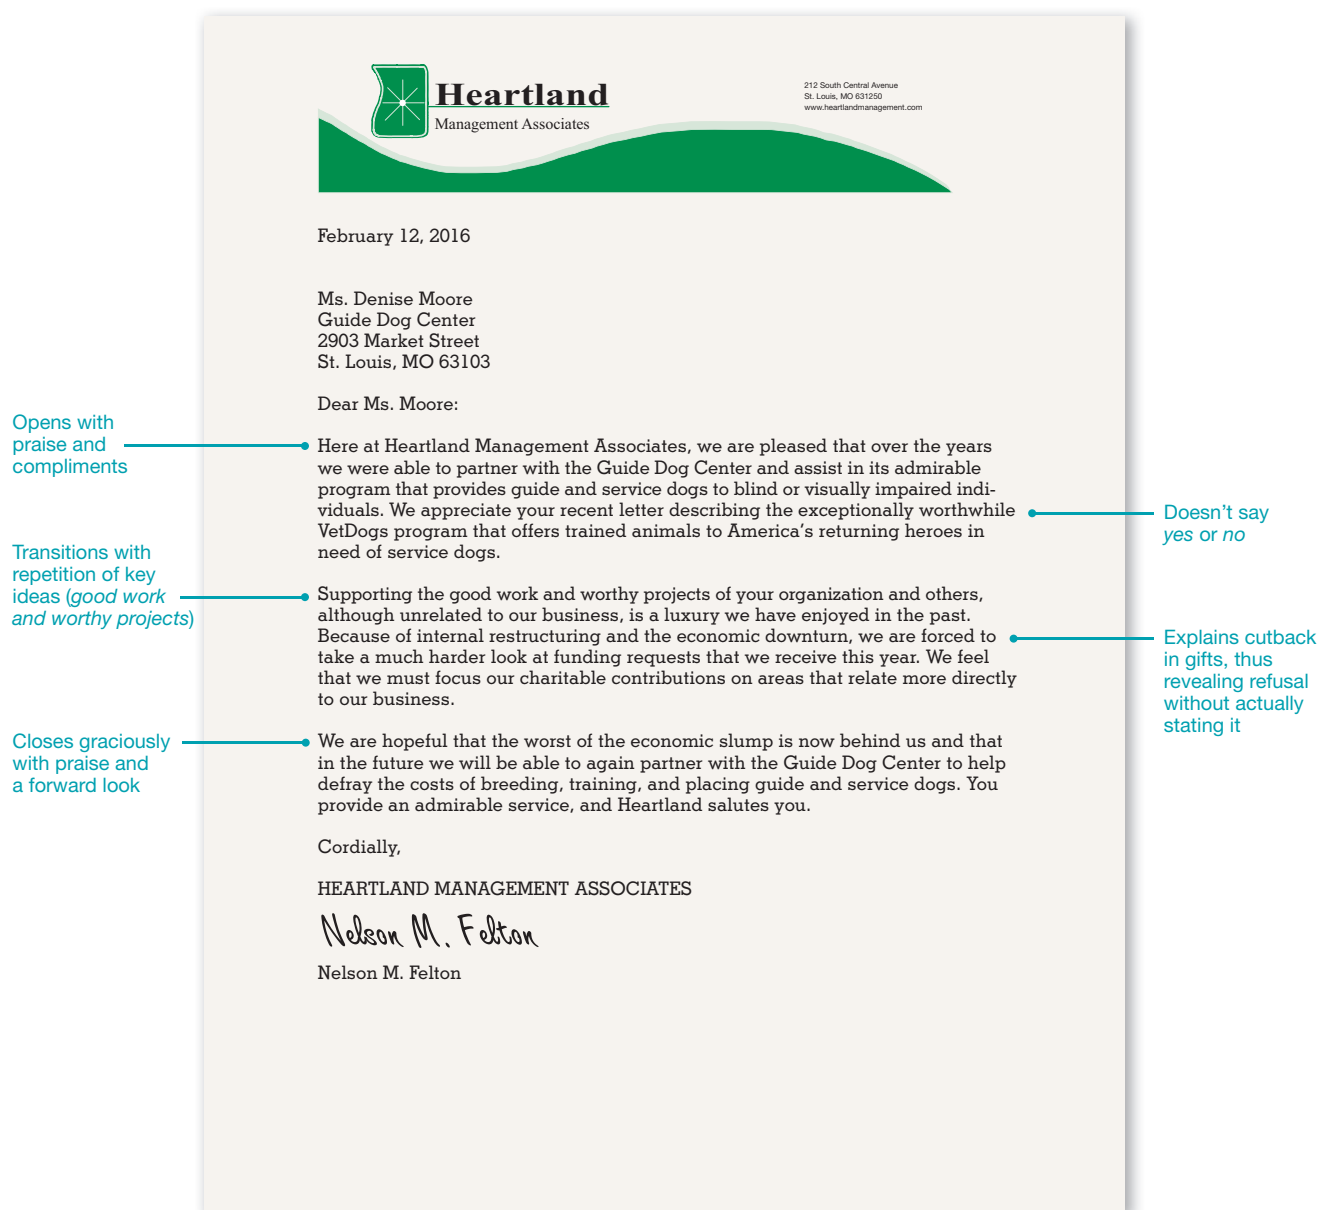 Heartland
Management Associates
212 South Central Avenue
St. Louis, MO 631250
www.heartlandmanagement.com
February 12, 2016
Ms. Denise Moore
Guide Dog Center
2903 Market Street
St. Louis, MO 63103
Dear Ms. Moore:
Opens with
praise and
compliments
Here at Heartland Management Associates, we are pleased that over the years
we were able to partner with the Guide Dog Center and assist in its admirable
program that provides guide and service dogs to blind or visually impaired indi-
viduals. We appreciate your recent letter describing the exceptionally worthwhile
VetDogs program that offers trained animals to America's returning heroes in
need of service dogs.
Doesn't say
yes or no
Transitions with
repetition of key
ideas (good work
and worthy projects)
Supporting the good work and worthy projects of your organization and others,
although unrelated to our business, is a luxury we have enjoyed in the past.
Because of internal restructuring and the economic downturn, we are forced to
take a much harder look at funding requests that we receive this year. We feel
that we must focus our charitable contributions on areas that relate more directly
to our business.
Explains cutback
in gifts, thus
revealing refusal
without actually
stating it
Closes graciously
with praise and
a forward look
We are hopeful that the worst of the economic slump is now behind us and that
in the future we will be able to again partner with the Guide Dog Center to help
defray the costs of breeding, training, and placing guide and service dogs. You
provide an admirable service, and Heartland salutes you.
Cordially,
HEARTLAND MANAGEMENT ASSOCIATES
Nelson M. Felton
Nelson M. Felton